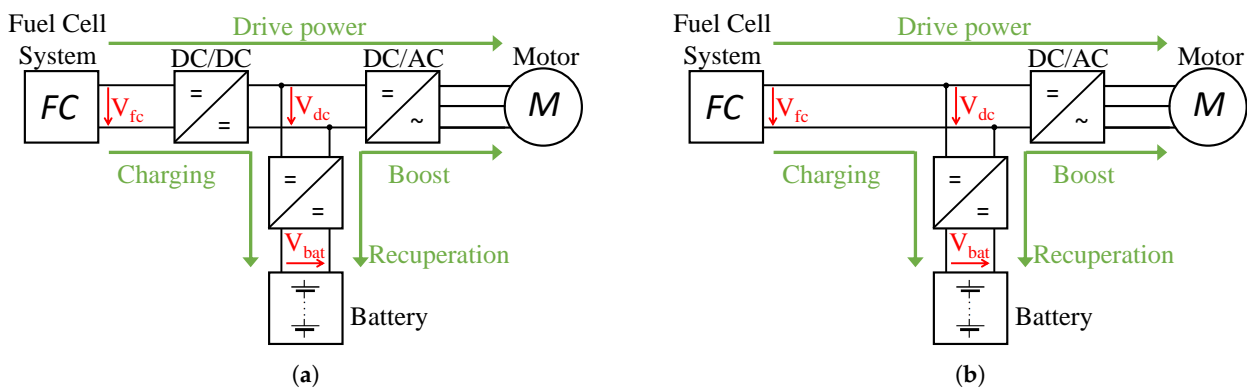 Fuel Cell
System
Drive power
DC/DC
DC/AC
Motor
FC
=
=
=
~
M
V_fc
V_dc
Charging
Boost
=
=
V_bat
Recuperation
Battery
(a)
Fuel Cell
System
Drive power
DC/AC
Motor
FC
=
~
M
V_fc
V_dc
Charging
Boost
=
=
V_bat
Recuperation
Battery
(b)